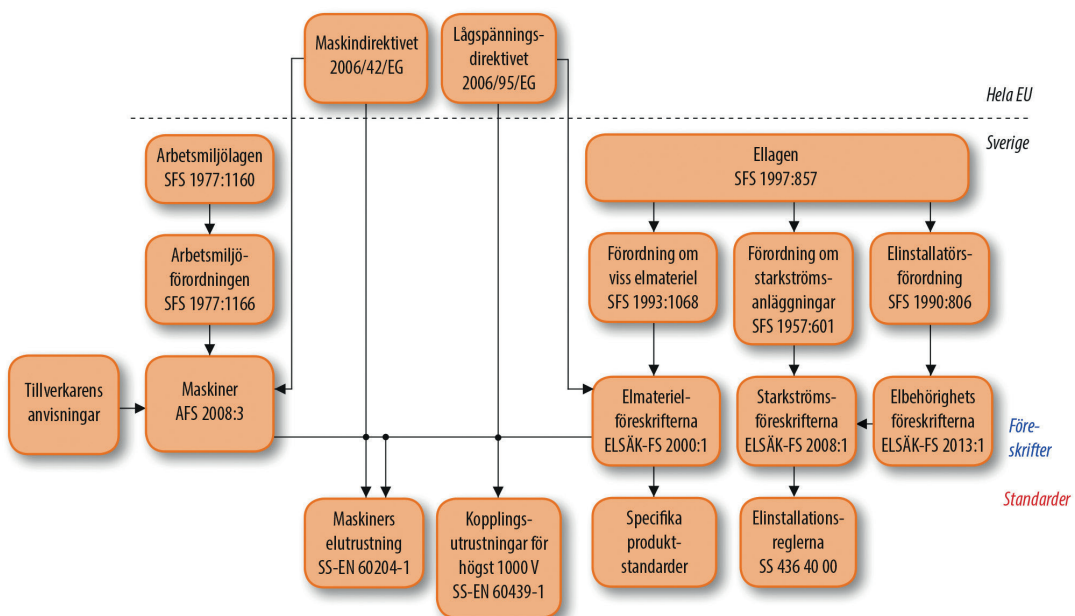 Maskindirektivet
2006/42/EG
Lågspännings-
direktivet
2006/95/EG
Hela EU
Sverige
Arbetsmiljölagen
SFS 1977:1160
Ellagen
SFS 1997:857
Arbetsmiljö-
förordningen
SFS 1977:1166
Förordning om
viss elmateriel
SFS 1993:1068
Förordning om
starkströms-
anläggningar
SFS 1957:601
Elinstallatörs-
förordning
SFS 1990:806
Tillverkarens
anvisningar
Maskiner
AFS 2008:3
Elmateriel-
föreskrifterna
ELSÄK-FS 2000:1
Starkströms-
föreskrifterna
ELSÄK-FS 2008:1
Elbehörighets
föreskrifterna
ELSÄK-FS 2013:1
Före-
skrifter
Standarder
Maskiners
elutrustning
SS-EN 60204-1
Kopplings-
utrustningar för
högst 1000 V
SS-EN 60439-1
Specifika
produkt-
standarder
Elinstallations-
reglerna
SS 436 40 00